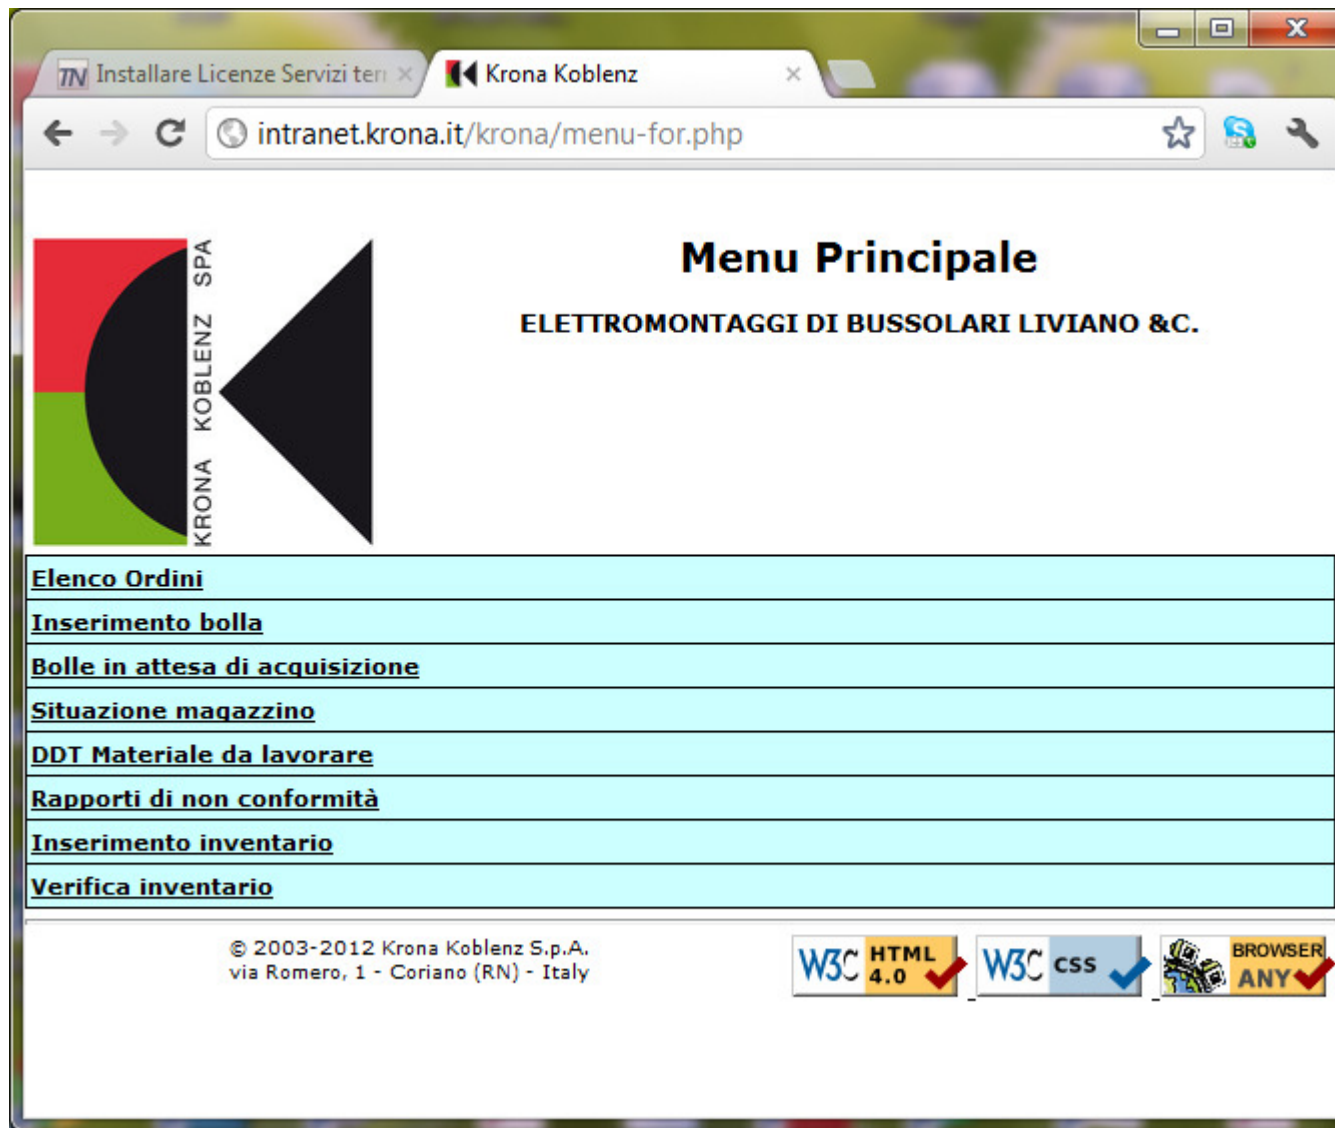 Installare Licenze Servizi teri
Krona Koblenz
intranet.krona.it/krona/menu-for.php
KRONA KOBLENZ SPA
Menu Principale
ELETTROMONTAGGI DI BUSSOLARI LIVIANO &C.
Elenco Ordini
Inserimento bolla
Bolle in attesa di acquisizione
Situazione magazzino
DDT Materiale da lavorare
Rapporti di non conformità
Inserimento inventario
Verifica inventario
© 2003-2012 Krona Koblenz S.p.A.
via Romero, 1 - Coriano (RN) - Italy
W3C HTML 4.0
W3C CSS
BROWSER ANY